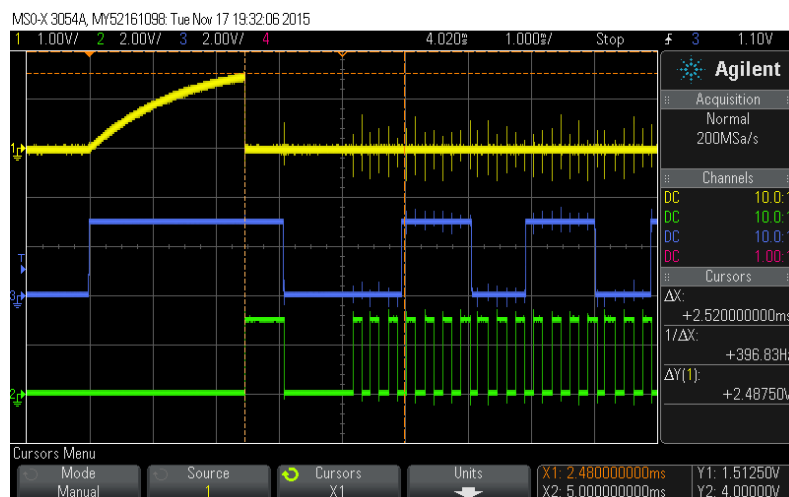 MSO-X 3054A, MY52161098: Tue Nov 17 19:32:06 2015
1 1.00V/ 2 2.00V/ 3 2.00V/ 4 4.020s 1.000s/ Stop 3 1.10V
Agilent
Acquisition
Normal
200MSa/s
Channels
DC 10.0:1
DC 10.0:1
DC 10.0:1
DC 1.00:1
Cursors
ΔX:
+2.520000000ms
1/ΔX:
+396.83Hz
ΔY(1):
+2.48750V
1
T
3
2
Cursors Menu
Mode
Manual
Source
1
Cursors
X1
Units
X1: 2.480000000ms
X2: 5.000000000ms
Y1: 1.51250V
Y2: 4.00000V